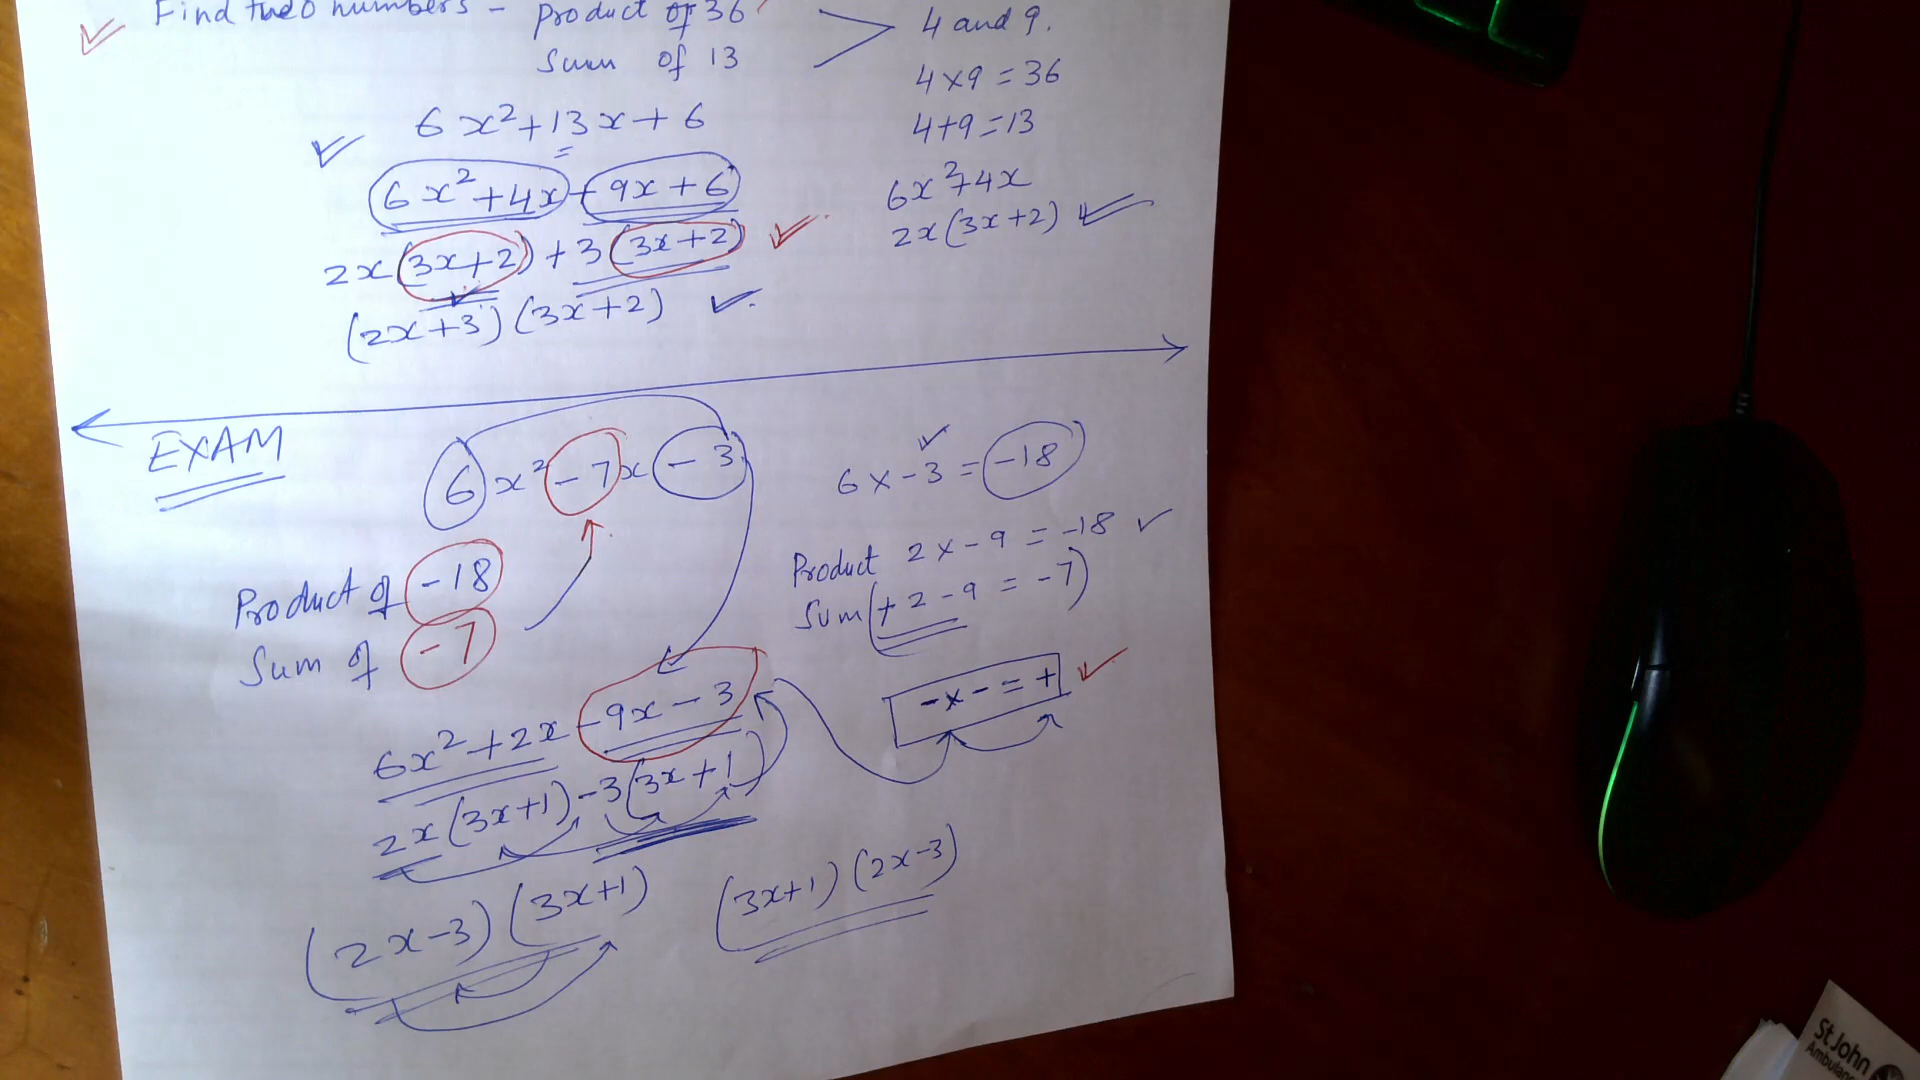 Find two numbers - product of 36
Sum of 13
4 and 9.
4×9=36
4+9=13
6x²+4x
2x(3x+2)
6x²+13x+6
6x²+4x+9x+6
2x(3x+2)+3(3x+2)
(2x+3)(3x+2)
EXAM
6x²-7x-3
6×-3=-18
Product of -18
Sum of -7
Product 2×-9=-18
Sum (+2-9=-7)
-×-=+
6x²+2x-9x-3
2x(3x+1)-3(3x+1)
(2x-3)(3x+1)
(3x+1)(2x-3)
St John